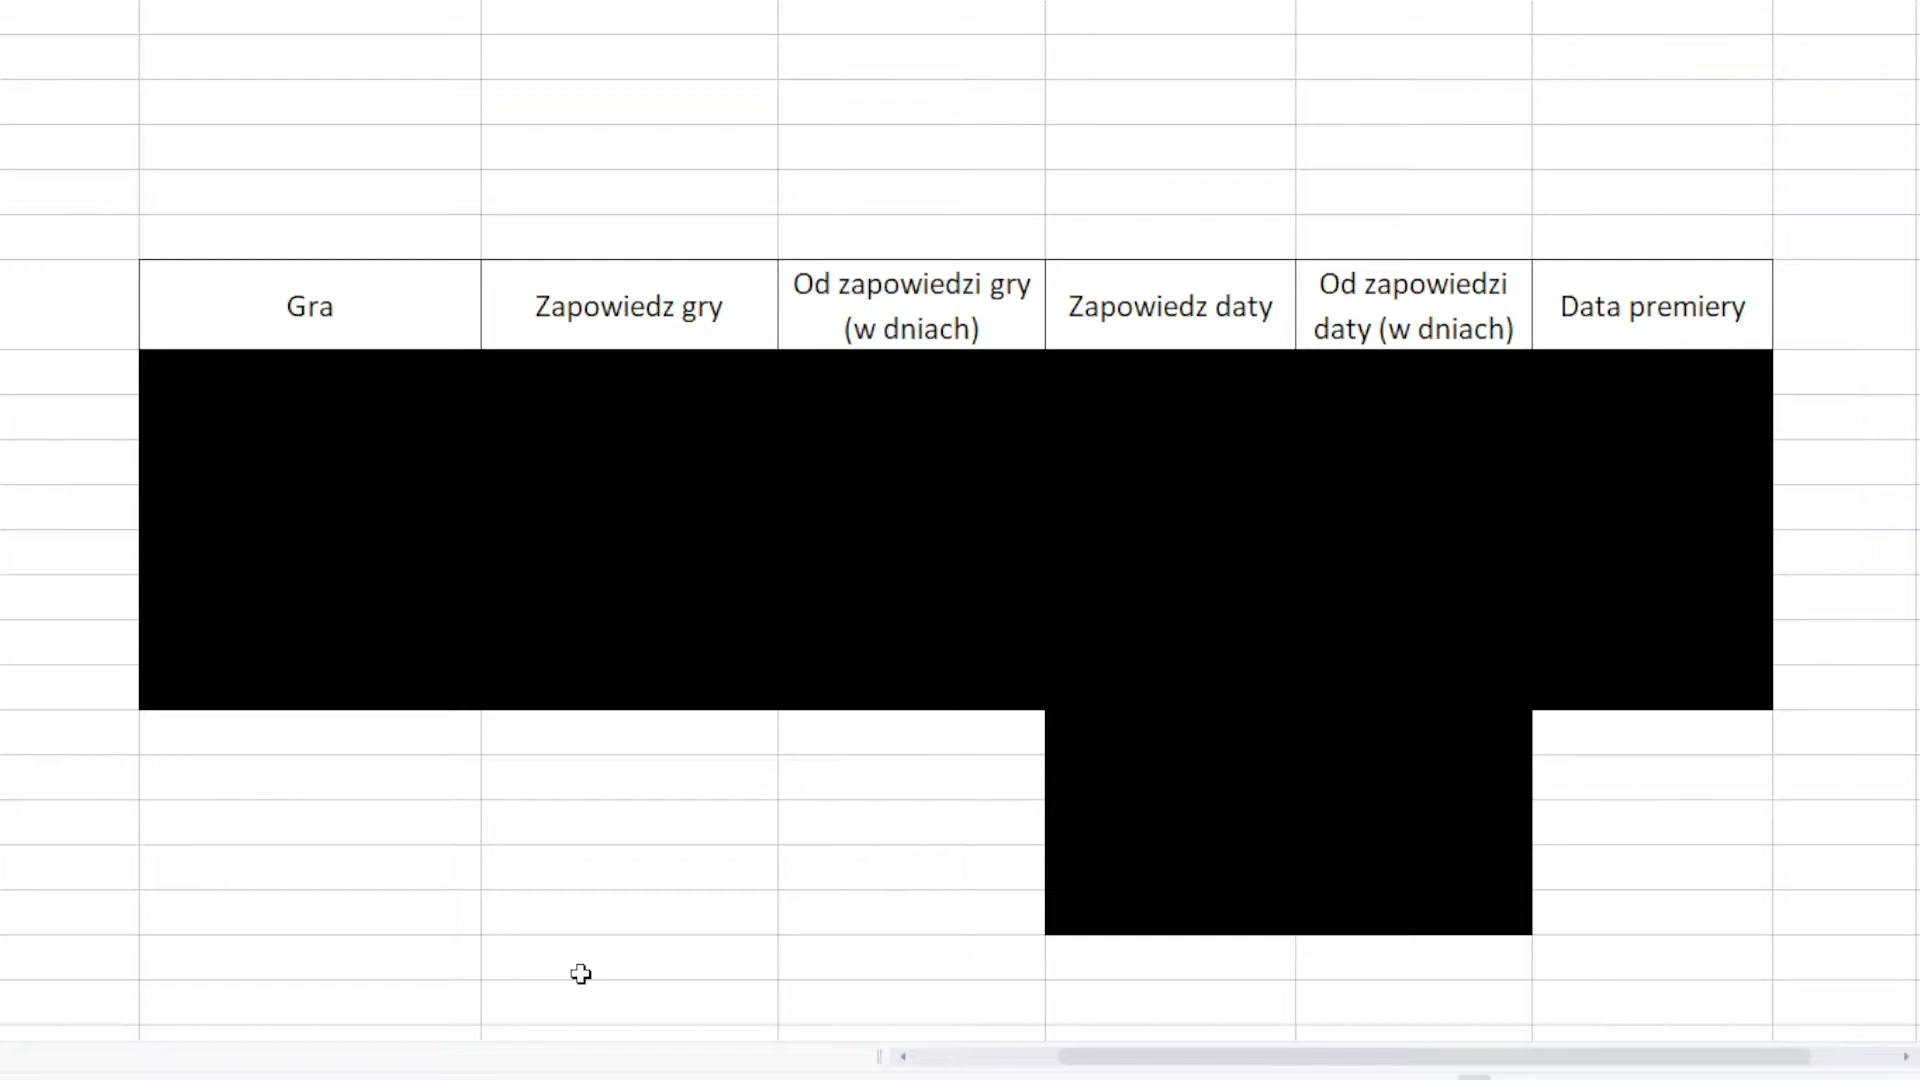 Gra
Zapowiedz gry
Od zapowiedzi gry
(w dniach)
Zapowiedz daty
Od zapowiedzi
daty (w dniach)
Data premiery